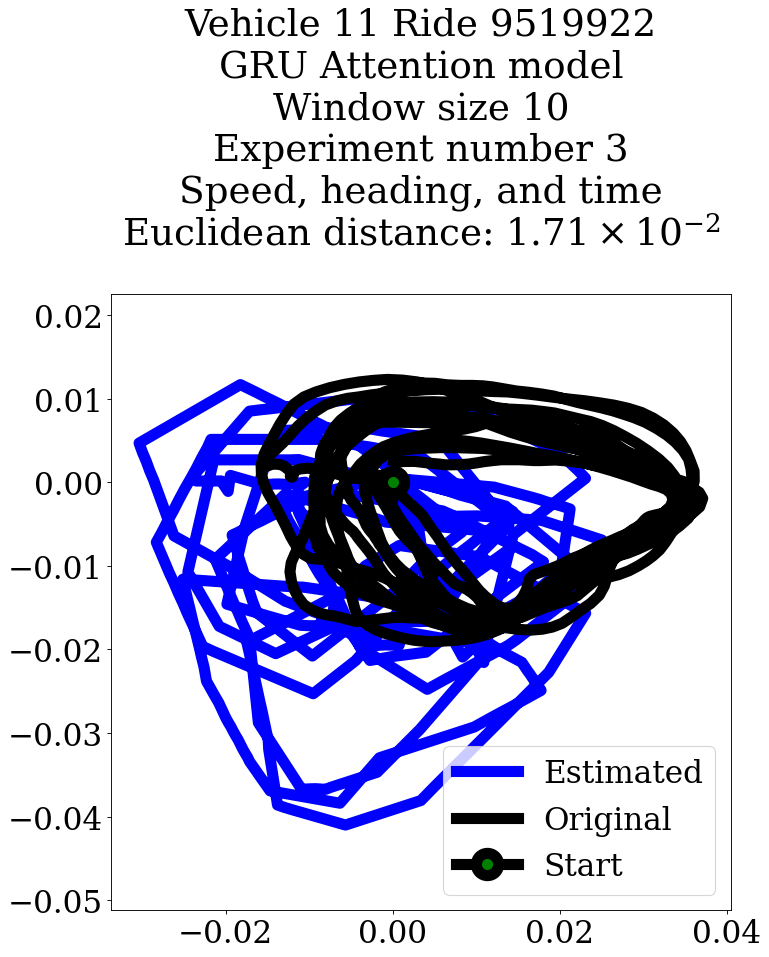 Vehicle 11 Ride 9519922
GRU Attention model
Window size 10
Experiment number 3
Speed, heading, and time
Euclidean distance: 1.71 × 10⁻²
0.02
0.01
0.00
−0.01
−0.02
−0.03
−0.04
−0.05
Estimated
Original
Start
−0.02 0.00 0.02 0.04